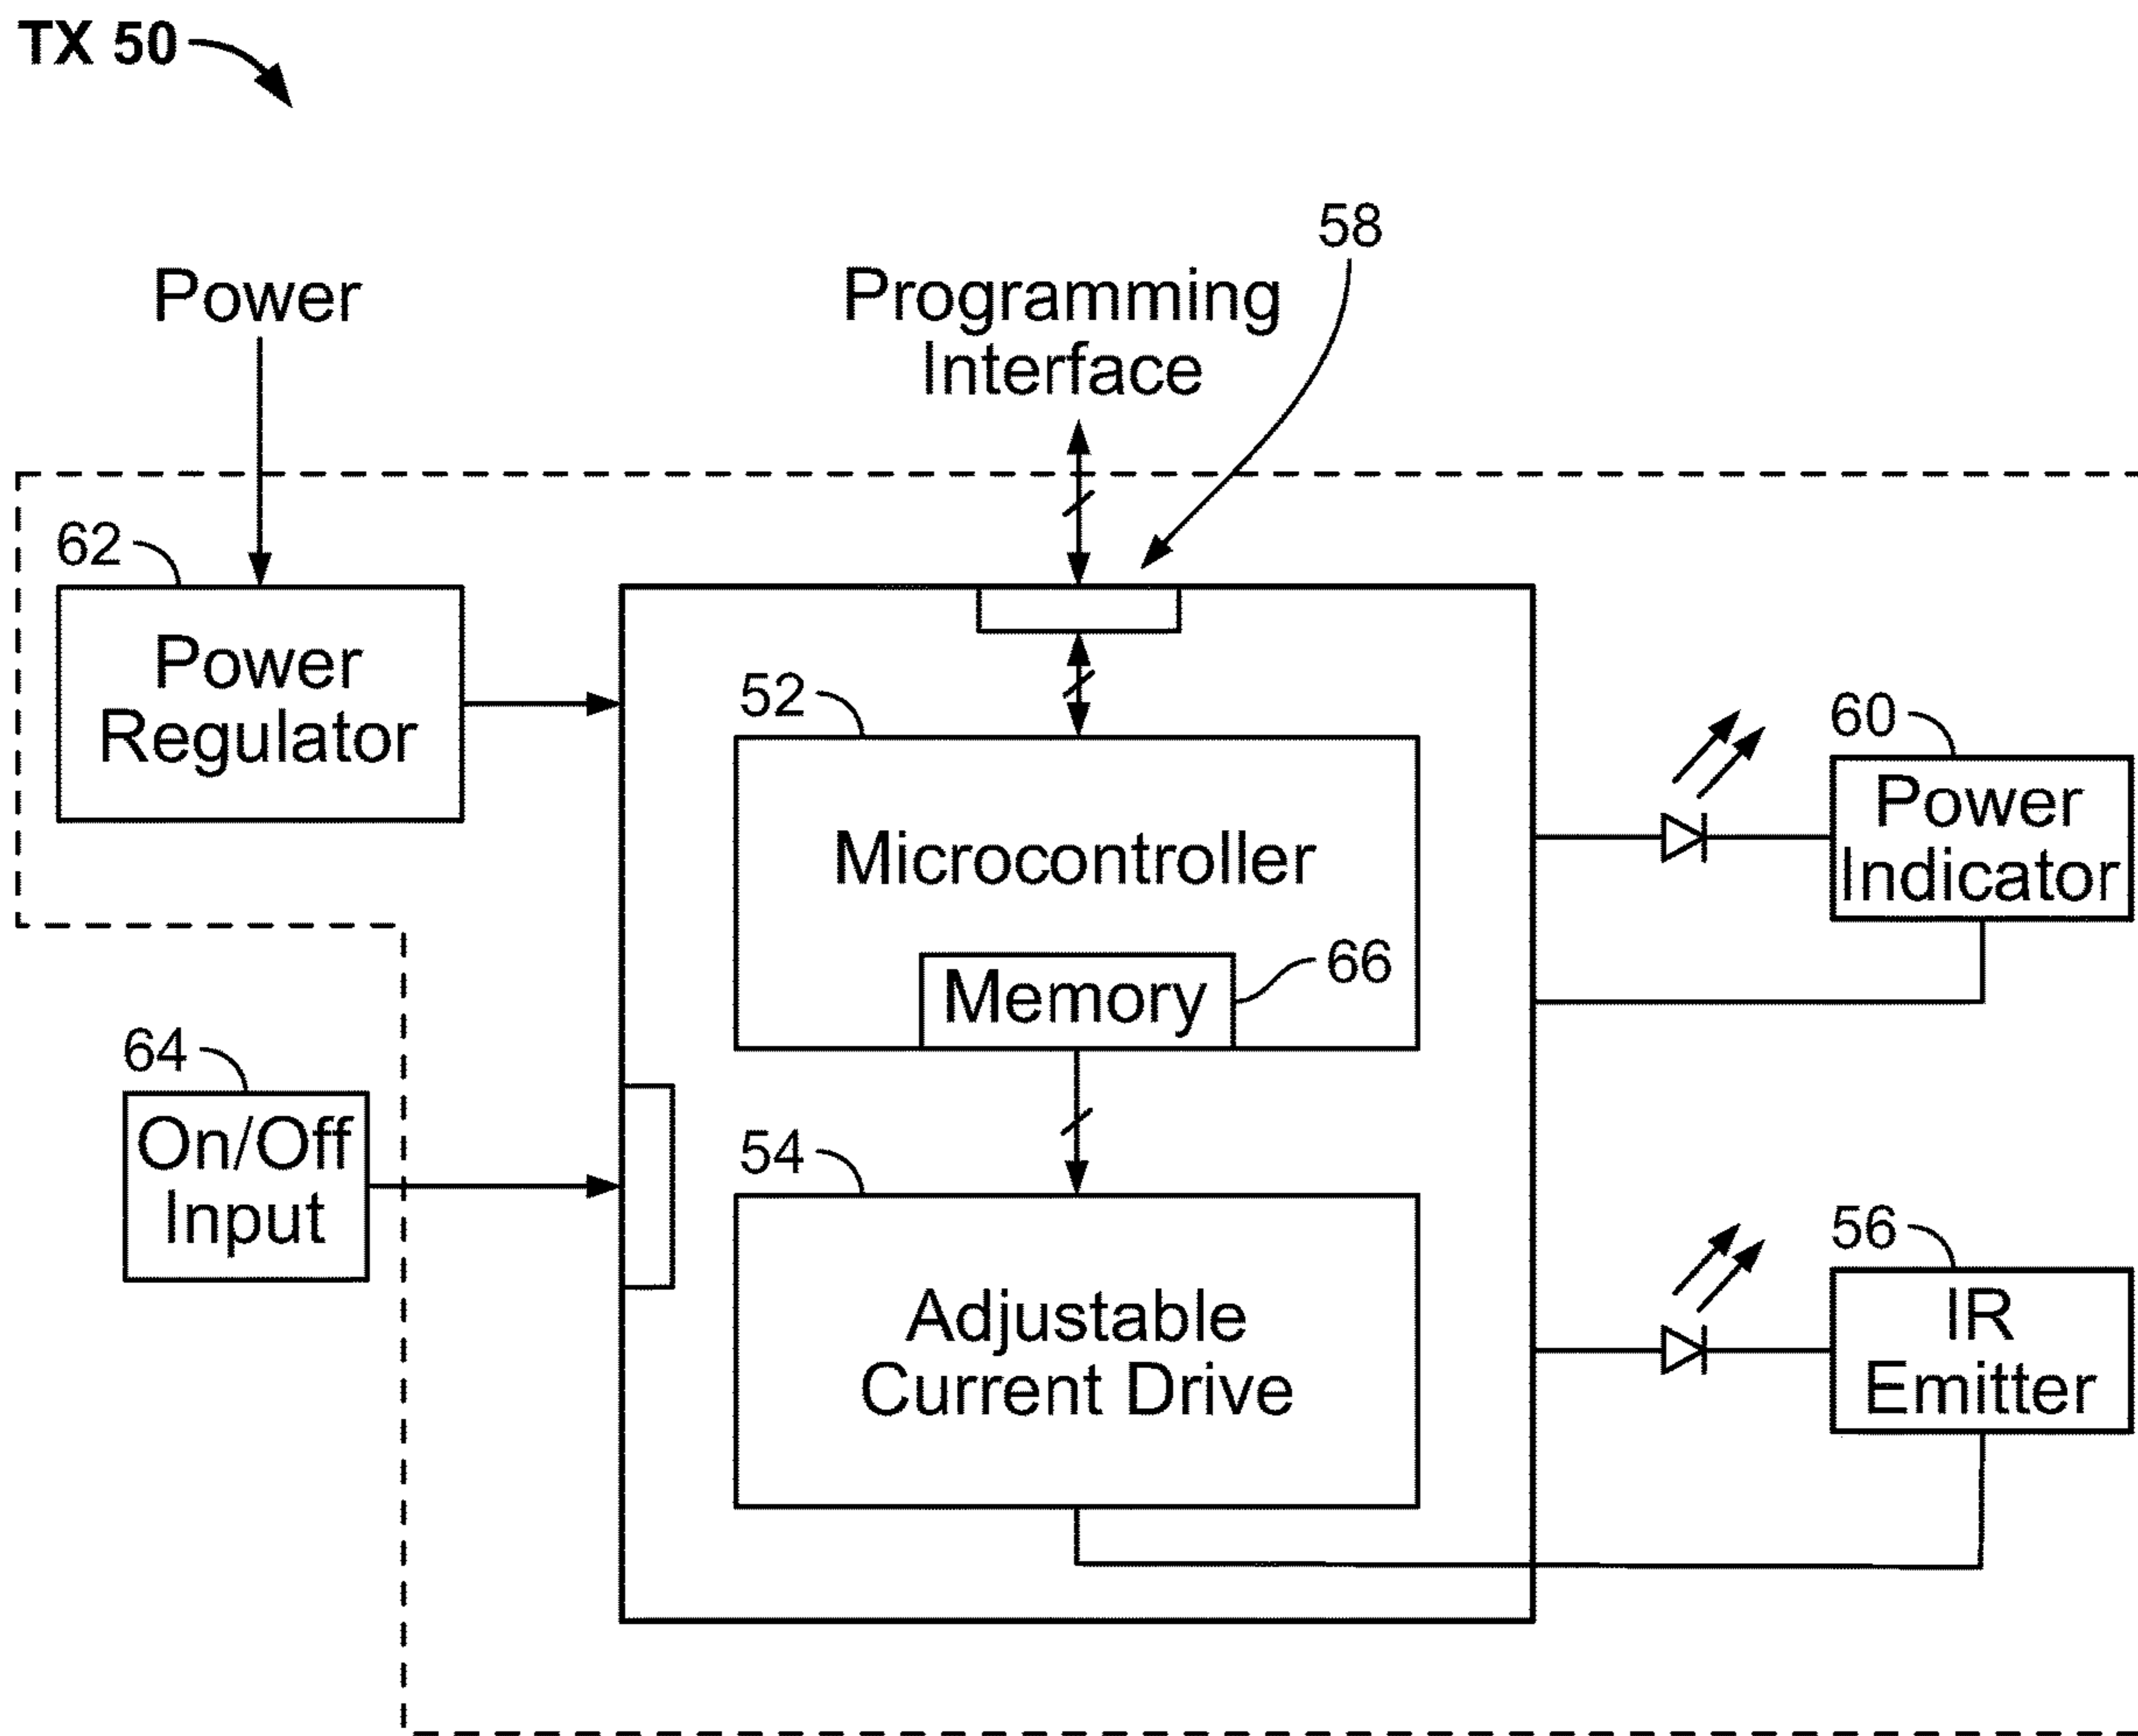 TX 50
58
Power
Programming
Interface
62
Power
Regulator
52
60
Microcontroller
Power
Indicator
Memory
66
64
On/Off
Input
54
56
Adjustable
Current Drive
IR
Emitter